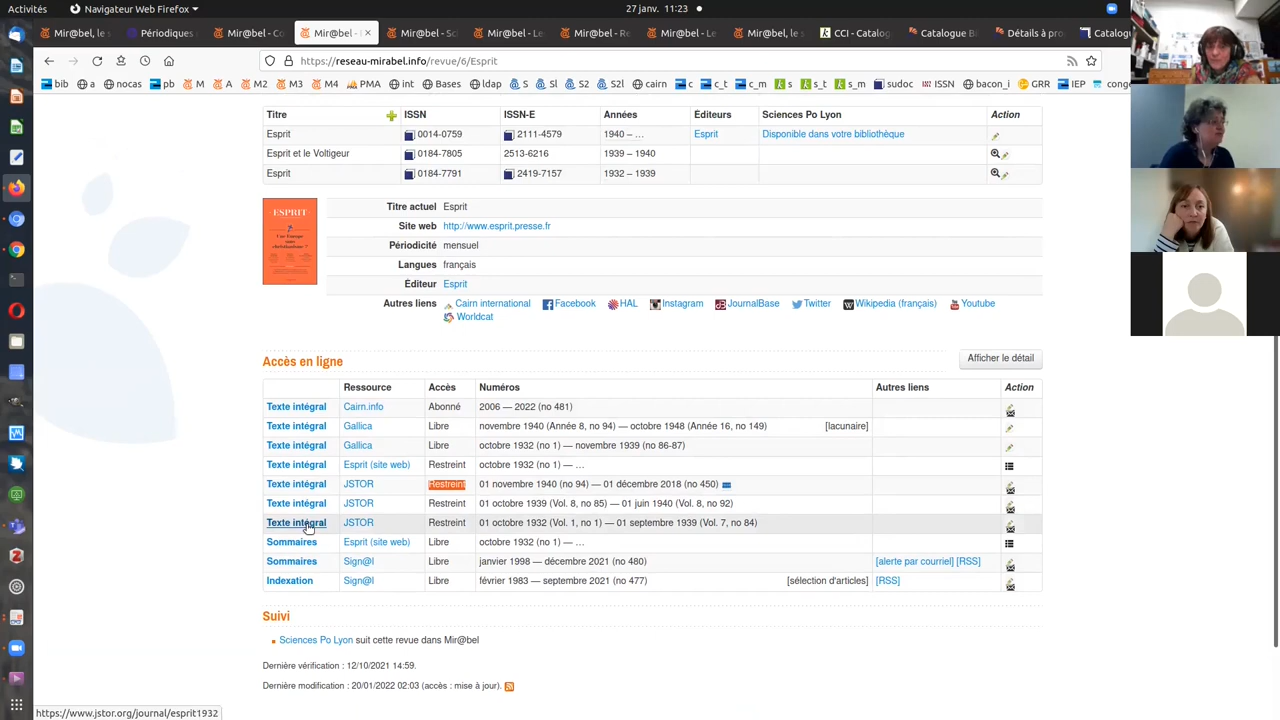 Activités Navigateur Web Firefox 27 janv. 11:23
Mir@bel, le s Périodiques - Mir@bel - Co Mir@bel - Mir@bel - Sc Mir@bel - Le Mir@bel - Re Mir@bel - Le Mir@bel, le s CCI - Catalog Catalogue Bi Détails à pro Catalog
https://reseau-mirabel.info/revue/6/Esprit
bib a nocas pb M A M2 M3 M4 PMA int Bases ldap S Sl S2 S2l cairn c c_t c_m s s_t s_m sudoc ISSN bacon_i GRR IEP cong
Titre ISSN ISSN-E Années Éditeurs Sciences Po Lyon Action
Esprit 0014-0759 2111-4579 1940 – … Esprit Disponible dans votre bibliothèque
Esprit et le Voltigeur 0184-7805 2513-6216 1939 – 1940
Esprit 0184-7791 2419-7157 1932 – 1939
ESPRIT
Titre actuel Esprit
Site web http://www.esprit.presse.fr
Périodicité mensuel
Langues français
Éditeur Esprit
Autres liens Cairn international Facebook HAL Instagram JournalBase Twitter Wikipedia (français) Youtube
Worldcat
Accès en ligne Afficher le détail
Ressource Accès Numéros Autres liens Action
Texte intégral Cairn.info Abonné 2006 — 2022 (no 481)
Texte intégral Gallica Libre novembre 1940 (Année 8, no 94) — octobre 1948 (Année 16, no 149) [lacunaire]
Texte intégral Gallica Libre octobre 1932 (no 1) — novembre 1939 (no 86-87)
Texte intégral Esprit (site web) Restreint octobre 1932 (no 1) — …
Texte intégral JSTOR Restreint 01 novembre 1940 (no 94) — 01 décembre 2018 (no 450)
Texte intégral JSTOR Restreint 01 octobre 1939 (Vol. 8, no 85) — 01 juin 1940 (Vol. 8, no 92)
Texte intégral JSTOR Restreint 01 octobre 1932 (Vol. 1, no 1) — 01 septembre 1939 (Vol. 7, no 84)
Sommaires Esprit (site web) Libre octobre 1932 (no 1) — …
Sommaires Sign@l Libre janvier 1998 — décembre 2021 (no 480) [alerte par courriel] [RSS]
Indexation Sign@l Libre février 1983 — septembre 2021 (no 477) [sélection d'articles] [RSS]
Suivi
Sciences Po Lyon suit cette revue dans Mir@bel
Dernière vérification : 12/10/2021 14:59.
Dernière modification : 20/01/2022 02:03 (accès : mise à jour).
https://www.jstor.org/journal/esprit1932